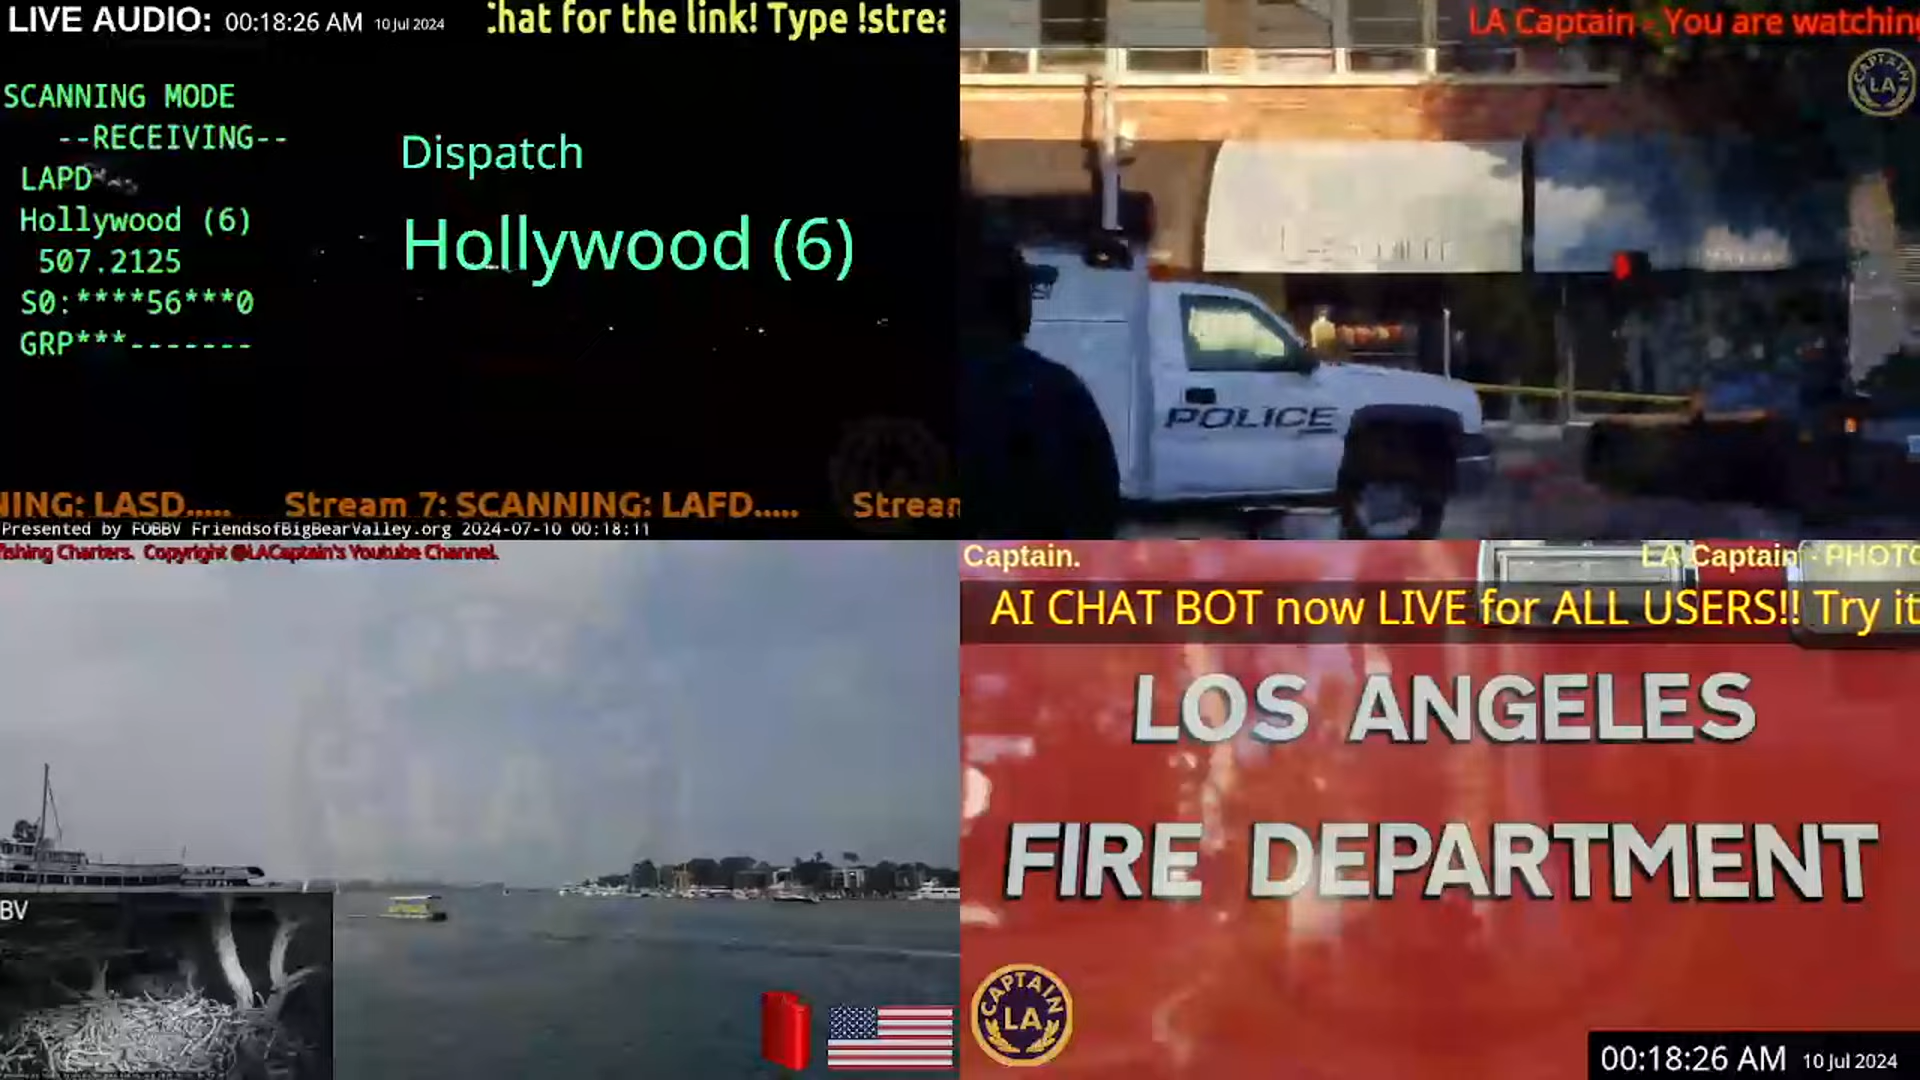 LIVE AUDIO: 00:18:26 AM 10 Jul 2024
hat for the link! Type !strea
SCANNING MODE
--RECEIVING--
LAPD
Hollywood (6)
507.2125
S0:****56***0
GRP***-------
Dispatch
Hollywood (6)
NING: LASD..... Stream 7: SCANNING: LAFD..... Stream
Presented by FOBBV FriendsofBigBearValley.org 2024-07-10 00:18:11
LA Captain - You are watching
CAPTAIN
LA
POLICE
fishing Charters. Copyright @LACaptain's Youtube Channel.
BV
Captain.
LA Captain - PHOTO
AI CHAT BOT now LIVE for ALL USERS!! Try it
LOS ANGELES
FIRE DEPARTMENT
CAPTAIN
LA
00:18:26 AM 10 Jul 2024